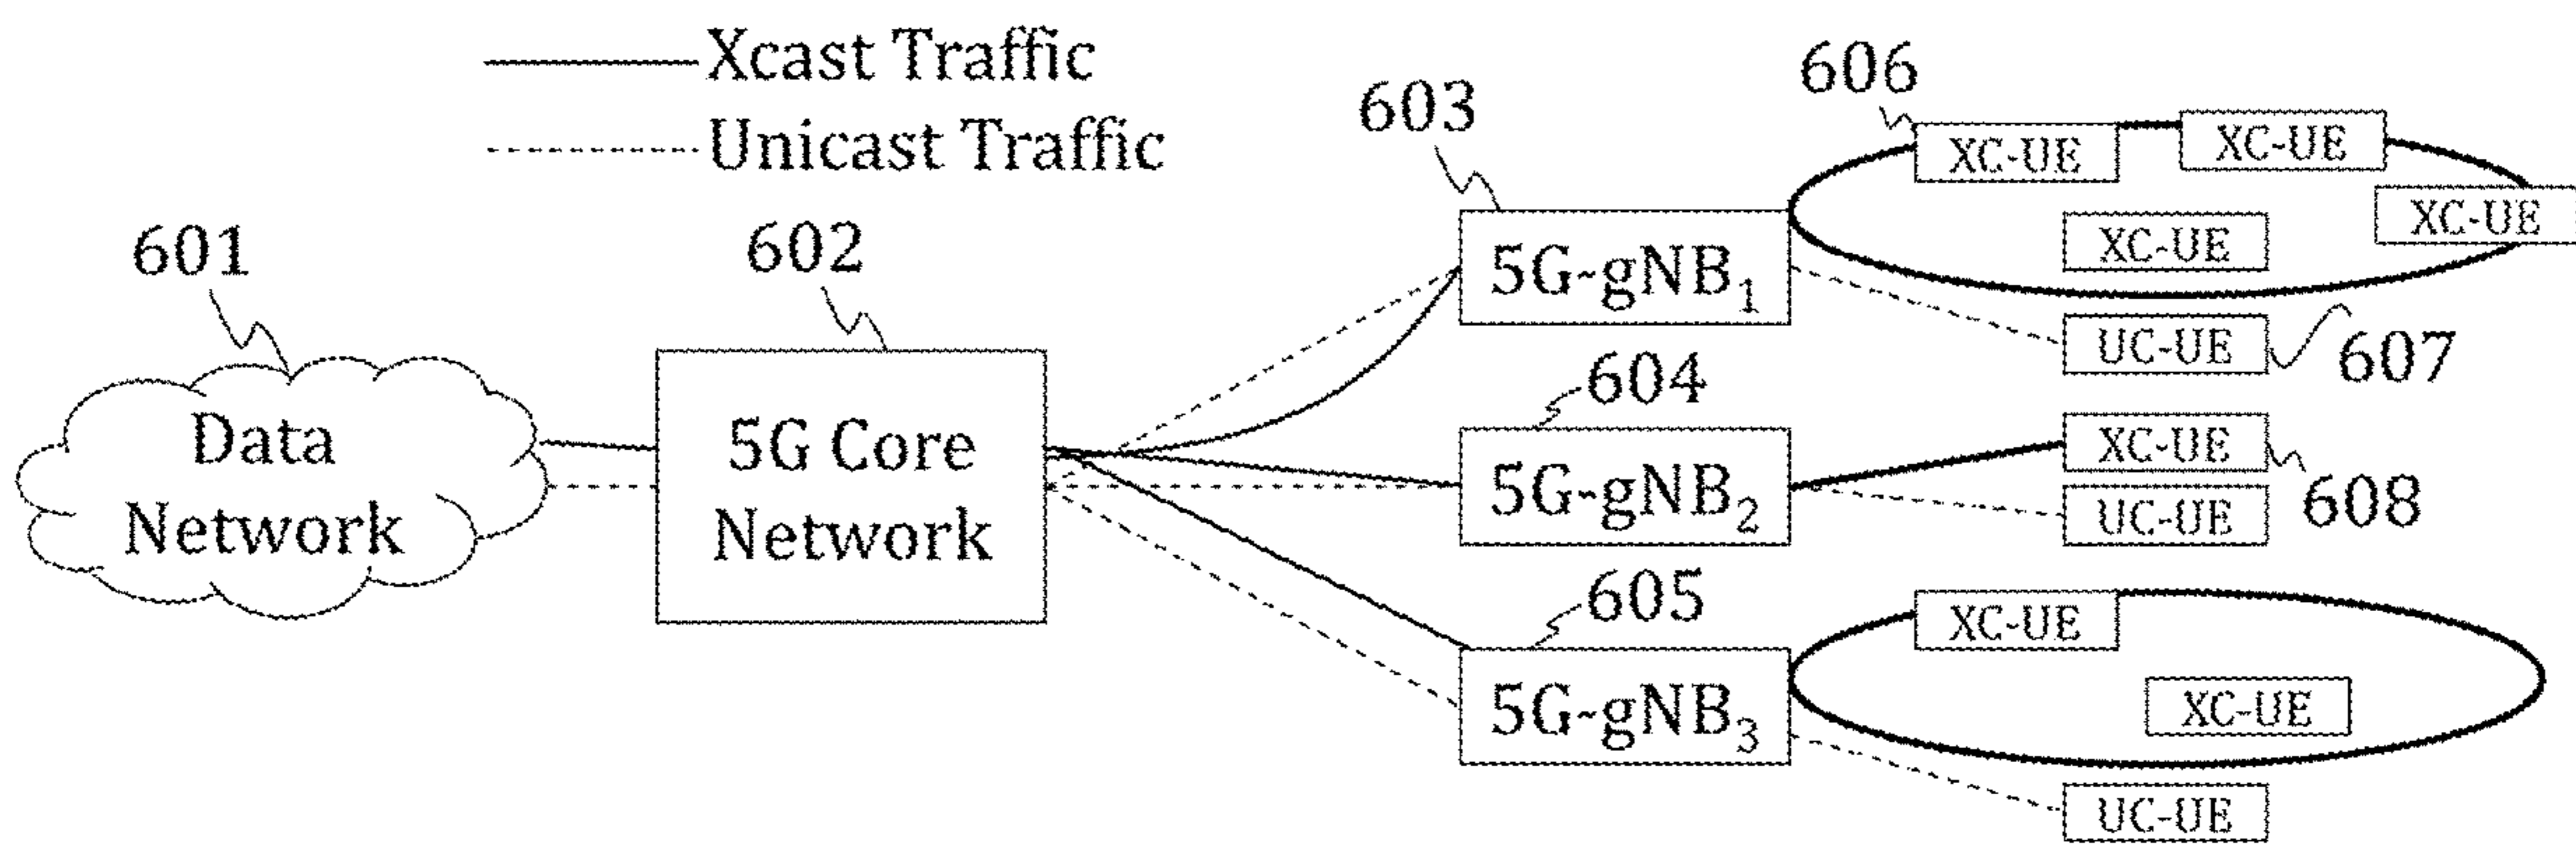 Xcast Traffic
Unicast Traffic
601
Data
Network
602
5G Core
Network
603
5G-gNB1
606
XC-UE
XC-UE
XC-UE
XC-UE
UC-UE
607
604
5G-gNB2
XC-UE
608
UC-UE
605
5G-gNB3
XC-UE
XC-UE
UC-UE